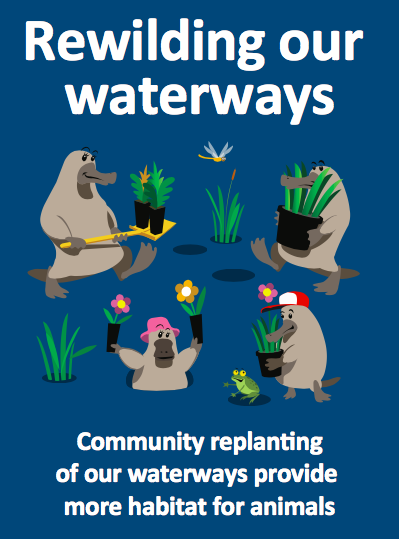 Rewilding our
waterways
Community replanting
of our waterways provide
more habitat for animals